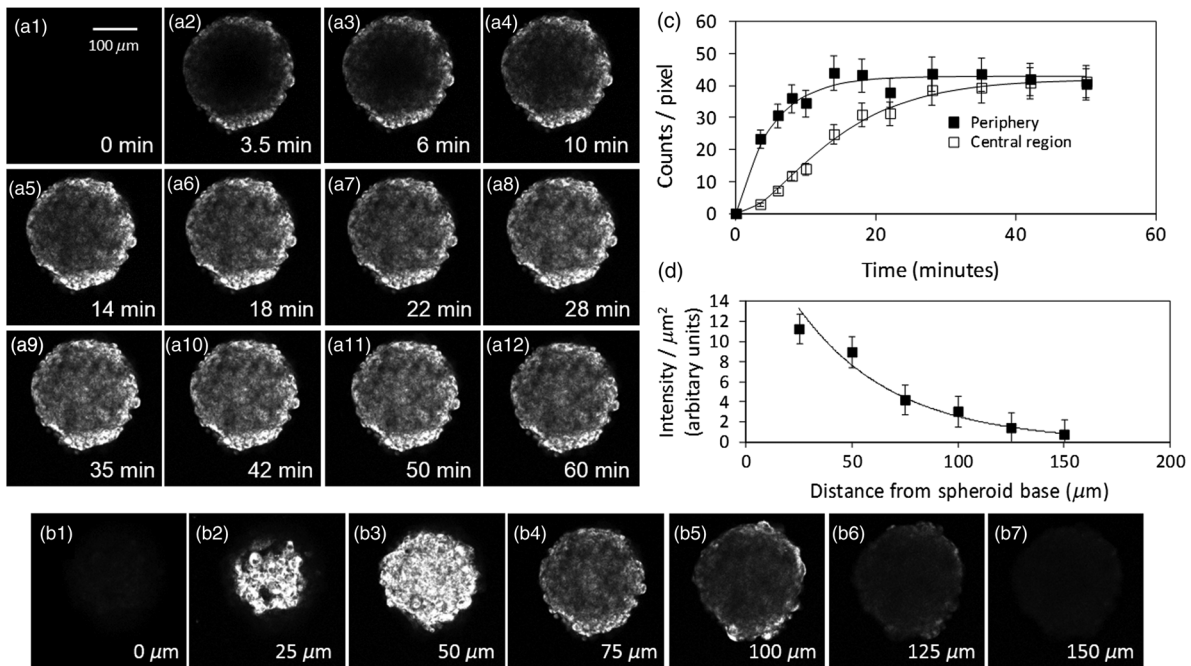 (a1)
100 μm
0 min
(a2)
3.5 min
(a3)
6 min
(a4)
10 min
(a5)
14 min
(a6)
18 min
(a7)
22 min
(a8)
28 min
(a9)
35 min
(a10)
42 min
(a11)
50 min
(a12)
60 min
(c)
Counts / pixel
60
50
40
30
20
10
0
Periphery
Central region
0
20
40
60
Time (minutes)
(d)
Intensity / μm²
(arbitary units)
14
12
10
8
6
4
2
0
0
50
100
150
200
Distance from spheroid base (μm)
(b1)
0 μm
(b2)
25 μm
(b3)
50 μm
(b4)
75 μm
(b5)
100 μm
(b6)
125 μm
(b7)
150 μm